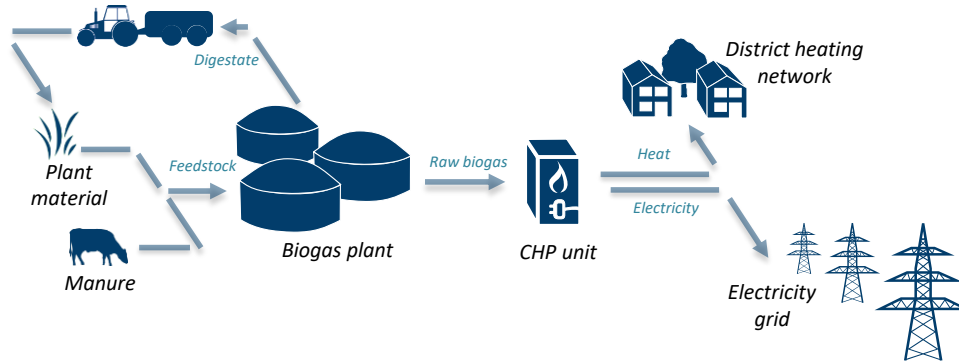 Digestate
District heating
network
Plant
material
Feedstock
Raw biogas
Heat
Electricity
Manure
Biogas plant
CHP unit
Electricity
grid